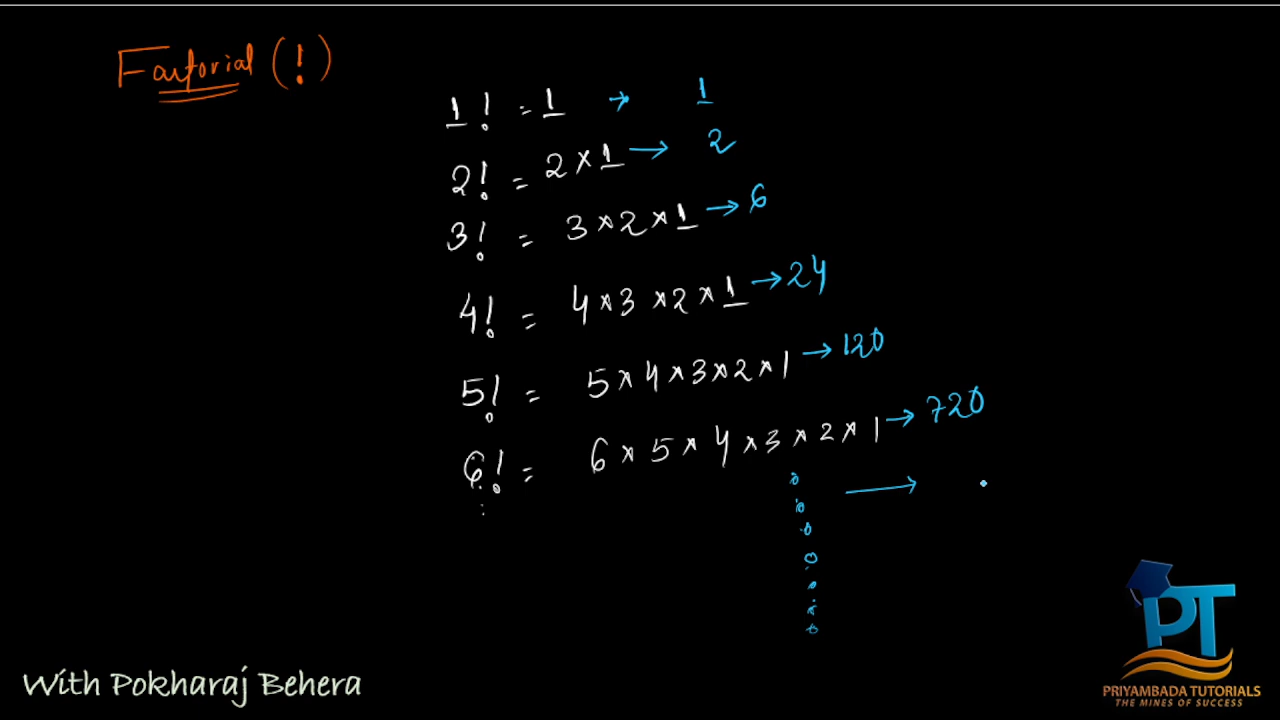 Factorial (!)
1! = 1 → 1
2! = 2 × 1 → 2
3! = 3 × 2 × 1 → 6
4! = 4 × 3 × 2 × 1 → 24
5! = 5 × 4 × 3 × 2 × 1 → 120
6! = 6 × 5 × 4 × 3 × 2 × 1 → 720
→
With Pokharaj Behera
PT
PRIYAMBADA TUTORIALS
THE MINES OF SUCCESS